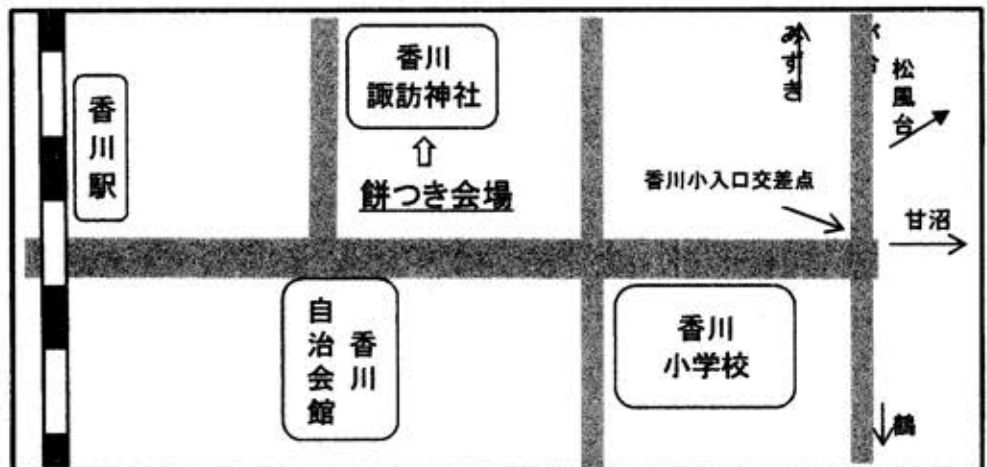 香川駅
香川
諏訪神社
餅つき会場
みずき
松風台
香川小入口交差点
甘沼
香川
自治会館
香川
小学校
鶴